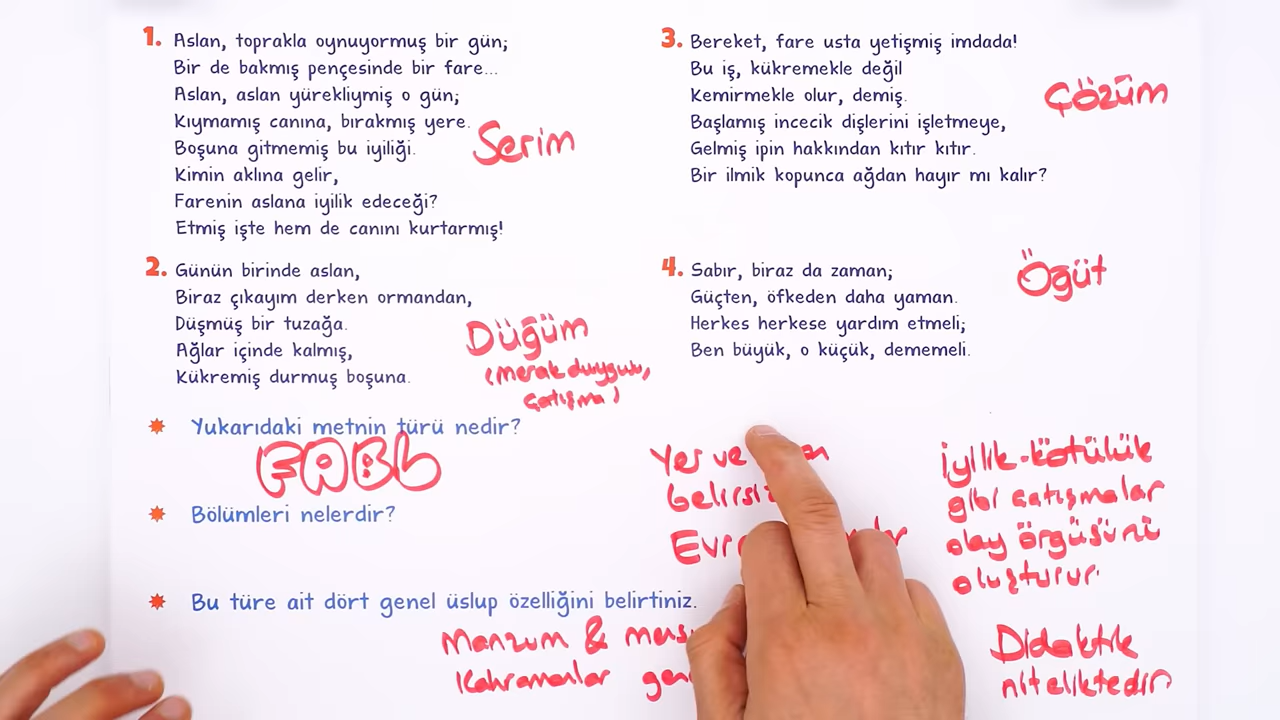 1. Aslan, toprakla oynuyormuş bir gün;
Bir de bakmış pençesinde bir fare...
Aslan, aslan yürekliymiş o gün;
Kıymamış canına, bırakmış yere.
Boşuna gitmemiş bu iyiliği.
Kimin aklına gelir,
Farenin aslana iyilik edeceği?
Etmiş işte hem de canını kurtarmış!
Serim
2. Günün birinde aslan,
Biraz çıkayım derken ormandan,
Düşmüş bir tuzağa.
Ağlar içinde kalmış,
Kükremiş durmuş boşuna.
Düğüm
(merak duygusu,
çatışma)
3. Bereket, fare usta yetişmiş imdada!
Bu iş, kükremekle değil
Kemirmekle olur, demiş.
Başlamış incecik dişlerini işletmeye,
Gelmiş ipin hakkından kıtır kıtır.
Bir ilmik kopunca ağdan hayır mı kalır?
Çözüm
4. Sabır, biraz da zaman;
Güçten, öfkeden daha yaman.
Herkes herkese yardım etmeli;
Ben büyük, o küçük, dememeli.
Öğüt
Yukarıdaki metnin türü nedir?
FABL
Bölümleri nelerdir?
Bu türe ait dört genel üslup özelliğini belirtiniz.
Manzum &
Kahramanlar
Yer ve
İyilik-kötülük
gibi çatışmalar
olay örgüsünü
oluşturur.
Didaktik
niteliktedir